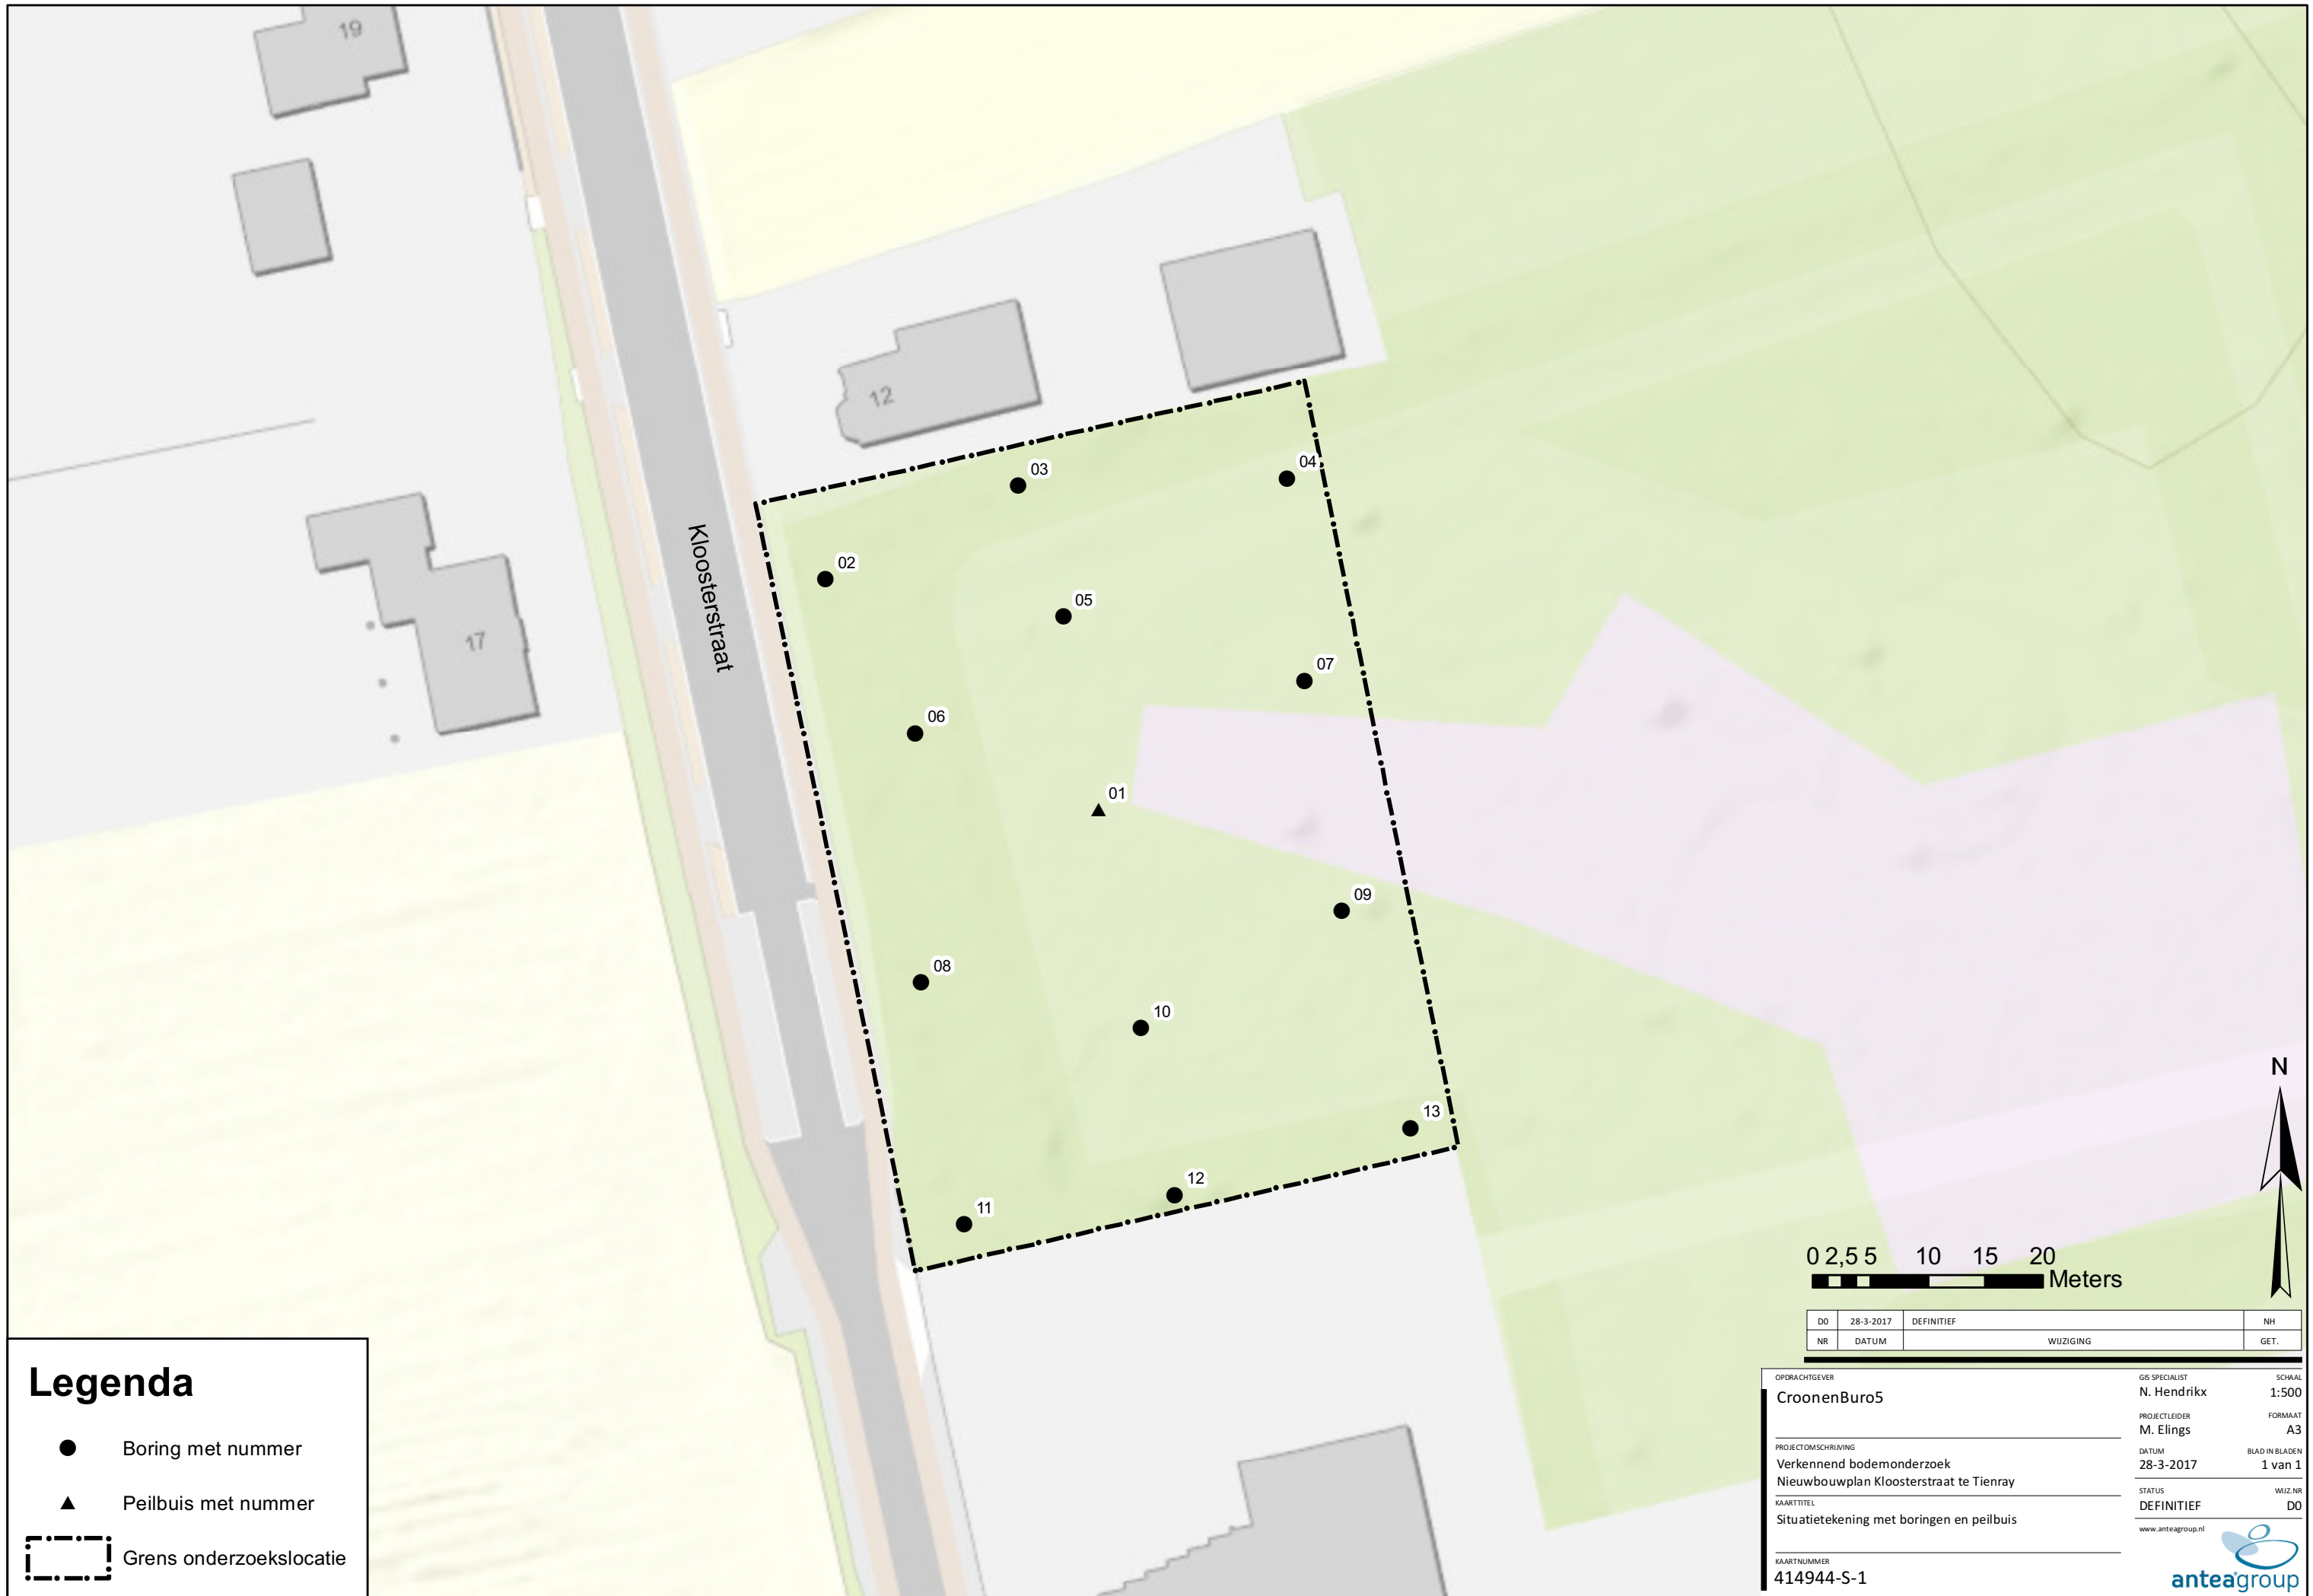 19
12
17
Kloosterstraat
03
04
02
05
07
06
01
09
08
10
13
12
11
N
0 2,5 5 10 15 20
Meters
D0 28-3-2017 DEFINITIEF NH
NR DATUM WIJZIGING GET.
OPDRACHTGEVER
CroonenBuro5
PROJECTOMSCHRIJVING
Verkennend bodemonderzoek
Nieuwbouwplan Kloosterstraat te Tienray
KAARTTITEL
Situatietekening met boringen en peilbuis
KAARTNUMMER
414944-S-1
GIS SPECIALIST SCHAAL
N. Hendrikx 1:500
PROJECTLEIDER FORMAAT
M. Elings A3
DATUM BLAD IN BLADEN
28-3-2017 1 van 1
STATUS WIJZ.NR
DEFINITIEF D0
www.anteagroup.nl
anteagroup
Legenda
Boring met nummer
Peilbuis met nummer
Grens onderzoekslocatie